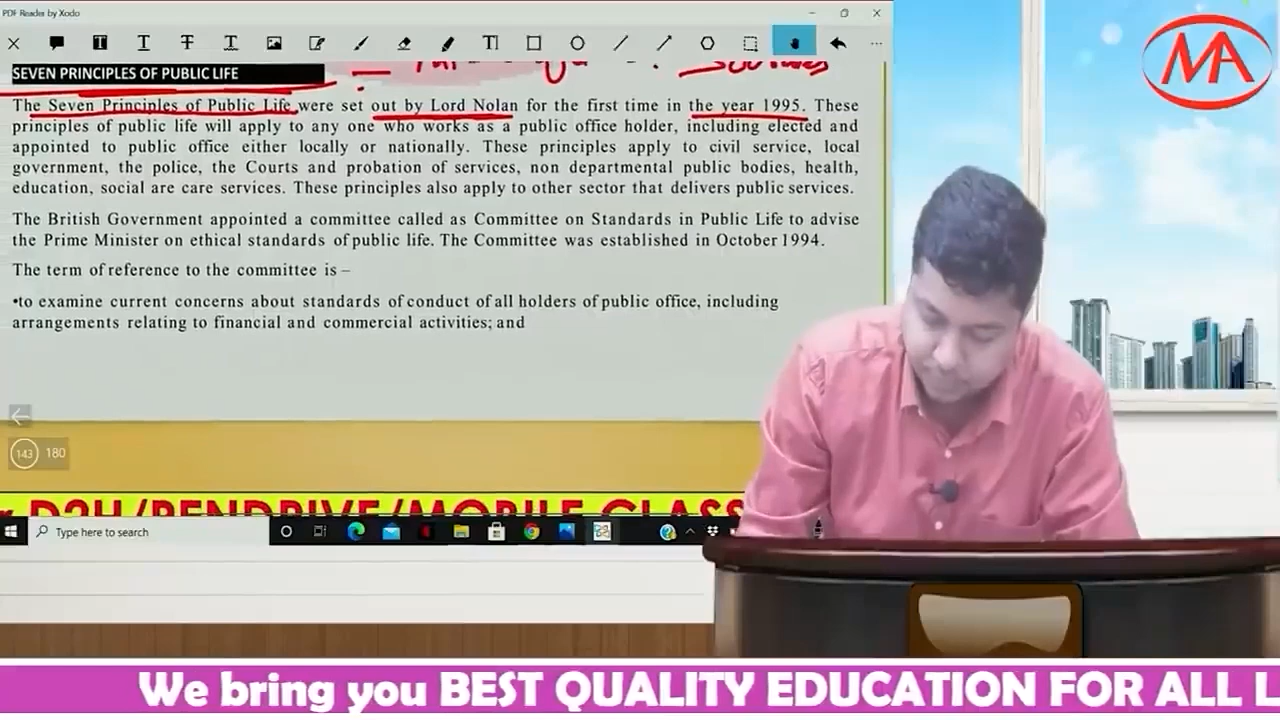 PDF Reader by Xodo
SEVEN PRINCIPLES OF PUBLIC LIFE
The Seven Principles of Public Life were set out by Lord Nolan for the first time in the year 1995. These
principles of public life will apply to any one who works as a public office holder, including elected and
appointed to public office either locally or nationally. These principles apply to civil service, local
government, the police, the Courts and probation of services, non departmental public bodies, health,
education, social are care services. These principles also apply to other sector that delivers public services.
The British Government appointed a committee called as Committee on Standards in Public Life to advise
the Prime Minister on ethical standards of public life. The Committee was established in October 1994.
The term of reference to the committee is –
•to examine current concerns about standards of conduct of all holders of public office, including
arrangements relating to financial and commercial activities; and
143 180
D2H/PENDRIVE/MOBILE CLASS
Type here to search
MA
We bring you BEST QUALITY EDUCATION FOR ALL L